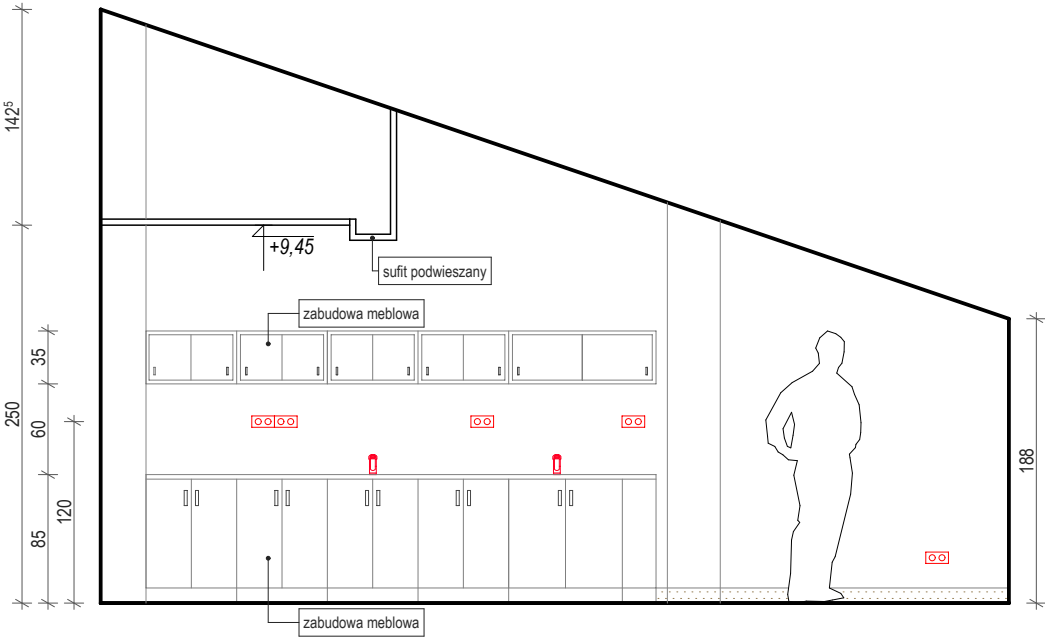 142⁵
+9,45
sufit podwieszany
zabudowa meblowa
35
250
60
120
85
188
zabudowa meblowa